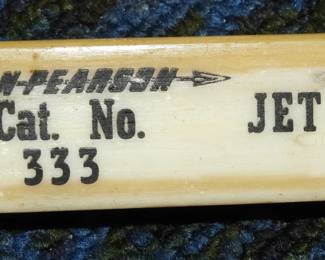 N-PEARSON
Cat. No. JET
333